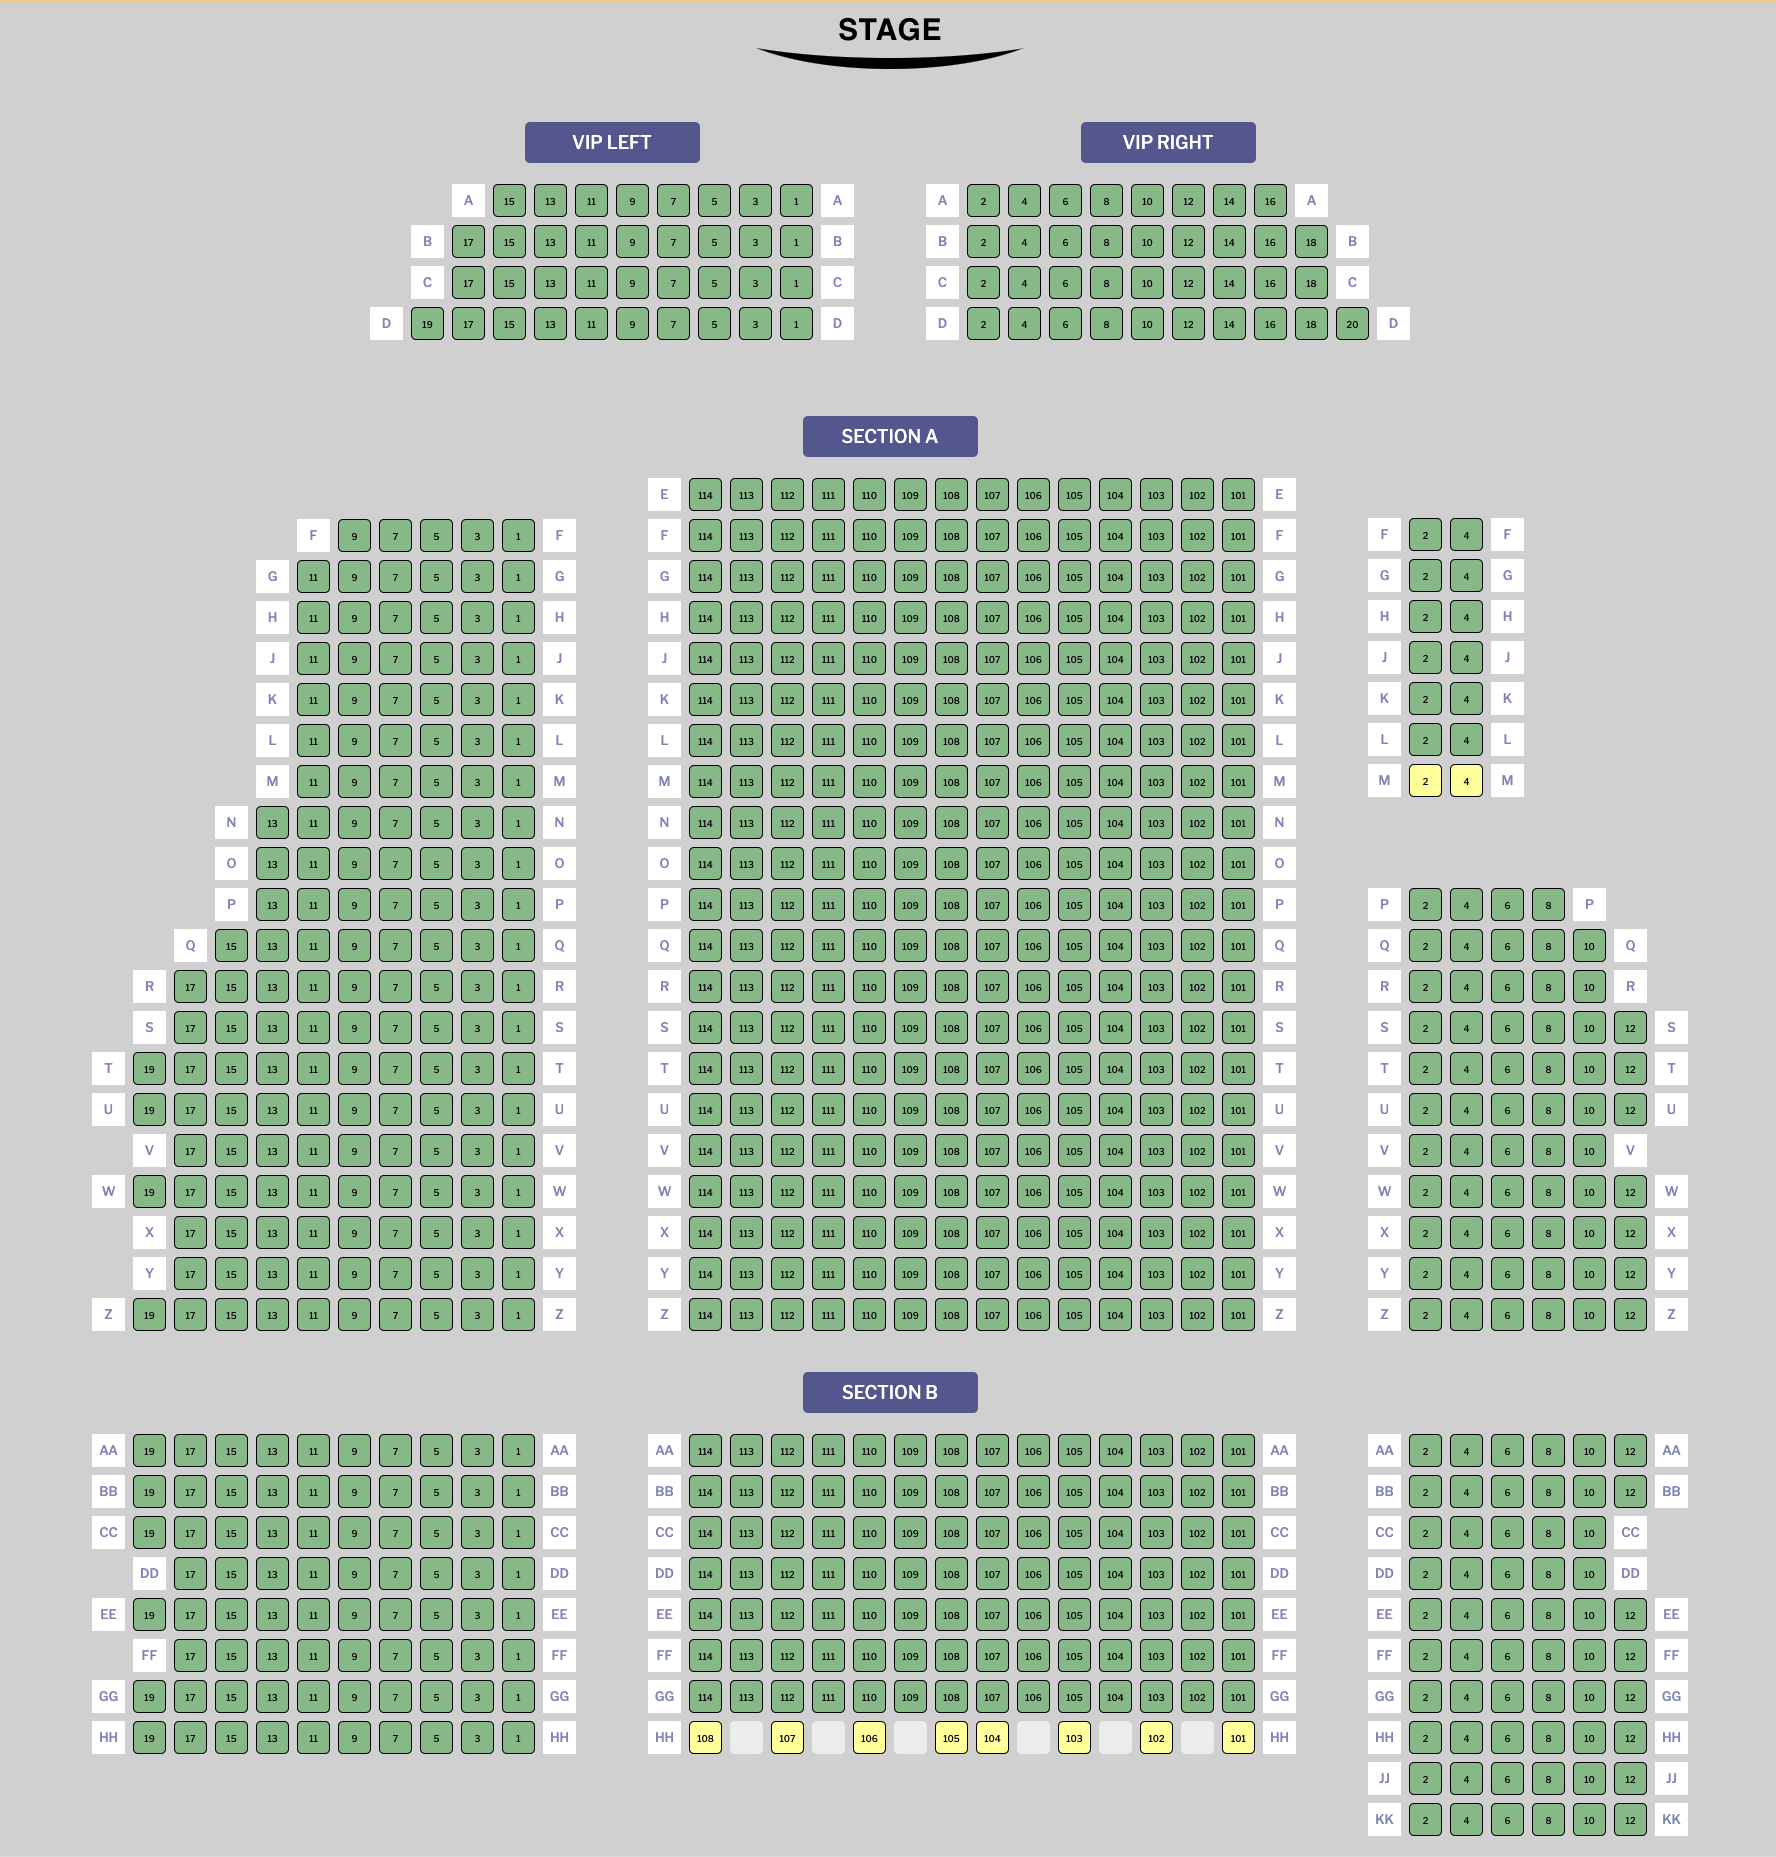 STAGE
VIP LEFT VIP RIGHT
A 15 13 11 9 7 5 3 1 A A 2 4 6 8 10 12 14 16 A
B 17 15 13 11 9 7 5 3 1 B B 2 4 6 8 10 12 14 16 18 B
C 17 15 13 11 9 7 5 3 1 C C 2 4 6 8 10 12 14 16 18 C
D 19 17 15 13 11 9 7 5 3 1 D D 2 4 6 8 10 12 14 16 18 20 D
SECTION A
E 114 113 112 111 110 109 108 107 106 105 104 103 102 101 E
F 9 7 5 3 1 F F 114 113 112 111 110 109 108 107 106 105 104 103 102 101 F F 2 4 F
G 11 9 7 5 3 1 G G 114 113 112 111 110 109 108 107 106 105 104 103 102 101 G G 2 4 G
H 11 9 7 5 3 1 H H 114 113 112 111 110 109 108 107 106 105 104 103 102 101 H H 2 4 H
J 11 9 7 5 3 1 J J 114 113 112 111 110 109 108 107 106 105 104 103 102 101 J J 2 4 J
K 11 9 7 5 3 1 K K 114 113 112 111 110 109 108 107 106 105 104 103 102 101 K K 2 4 K
L 11 9 7 5 3 1 L L 114 113 112 111 110 109 108 107 106 105 104 103 102 101 L L 2 4 L
M 11 9 7 5 3 1 M M 114 113 112 111 110 109 108 107 106 105 104 103 102 101 M M 2 4 M
N 13 11 9 7 5 3 1 N N 114 113 112 111 110 109 108 107 106 105 104 103 102 101 N
O 13 11 9 7 5 3 1 O O 114 113 112 111 110 109 108 107 106 105 104 103 102 101 O
P 13 11 9 7 5 3 1 P P 114 113 112 111 110 109 108 107 106 105 104 103 102 101 P P 2 4 6 8 P
Q 15 13 11 9 7 5 3 1 Q Q 114 113 112 111 110 109 108 107 106 105 104 103 102 101 Q Q 2 4 6 8 10 Q
R 17 15 13 11 9 7 5 3 1 R R 114 113 112 111 110 109 108 107 106 105 104 103 102 101 R R 2 4 6 8 10 R
S 17 15 13 11 9 7 5 3 1 S S 114 113 112 111 110 109 108 107 106 105 104 103 102 101 S S 2 4 6 8 10 12 S
T 19 17 15 13 11 9 7 5 3 1 T T 114 113 112 111 110 109 108 107 106 105 104 103 102 101 T T 2 4 6 8 10 12 T
U 19 17 15 13 11 9 7 5 3 1 U U 114 113 112 111 110 109 108 107 106 105 104 103 102 101 U U 2 4 6 8 10 12 U
V 17 15 13 11 9 7 5 3 1 V V 114 113 112 111 110 109 108 107 106 105 104 103 102 101 V V 2 4 6 8 10 V
W 19 17 15 13 11 9 7 5 3 1 W W 114 113 112 111 110 109 108 107 106 105 104 103 102 101 W W 2 4 6 8 10 12 W
X 17 15 13 11 9 7 5 3 1 X X 114 113 112 111 110 109 108 107 106 105 104 103 102 101 X X 2 4 6 8 10 12 X
Y 17 15 13 11 9 7 5 3 1 Y Y 114 113 112 111 110 109 108 107 106 105 104 103 102 101 Y Y 2 4 6 8 10 12 Y
Z 19 17 15 13 11 9 7 5 3 1 Z Z 114 113 112 111 110 109 108 107 106 105 104 103 102 101 Z Z 2 4 6 8 10 12 Z
SECTION B
AA 19 17 15 13 11 9 7 5 3 1 AA AA 114 113 112 111 110 109 108 107 106 105 104 103 102 101 AA AA 2 4 6 8 10 12 AA
BB 19 17 15 13 11 9 7 5 3 1 BB BB 114 113 112 111 110 109 108 107 106 105 104 103 102 101 BB BB 2 4 6 8 10 12 BB
CC 19 17 15 13 11 9 7 5 3 1 CC CC 114 113 112 111 110 109 108 107 106 105 104 103 102 101 CC CC 2 4 6 8 10 CC
DD 17 15 13 11 9 7 5 3 1 DD DD 114 113 112 111 110 109 108 107 106 105 104 103 102 101 DD DD 2 4 6 8 10 DD
EE 19 17 15 13 11 9 7 5 3 1 EE EE 114 113 112 111 110 109 108 107 106 105 104 103 102 101 EE EE 2 4 6 8 10 12 EE
FF 17 15 13 11 9 7 5 3 1 FF FF 114 113 112 111 110 109 108 107 106 105 104 103 102 101 FF FF 2 4 6 8 10 12 FF
GG 19 17 15 13 11 9 7 5 3 1 GG GG 114 113 112 111 110 109 108 107 106 105 104 103 102 101 GG GG 2 4 6 8 10 12 GG
HH 19 17 15 13 11 9 7 5 3 1 HH HH 108 107 106 105 104 103 102 101 HH HH 2 4 6 8 10 12 HH
JJ 2 4 6 8 10 12 JJ
KK 2 4 6 8 10 12 KK